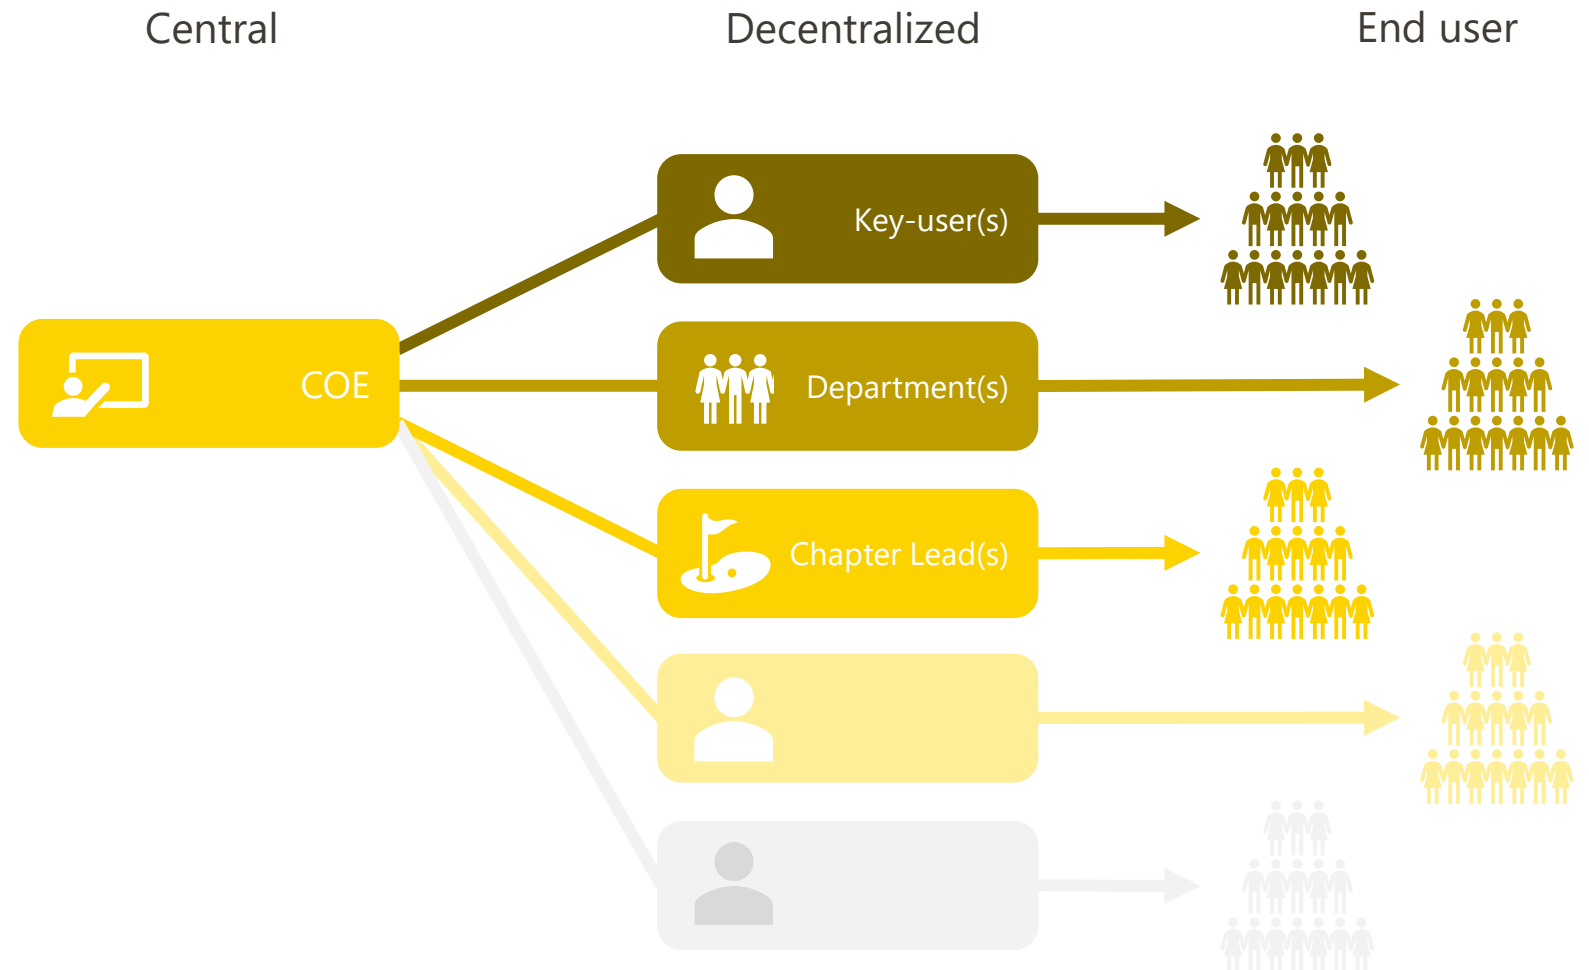 Central
Decentralized
End user
Key-user(s)
COE
Department(s)
Chapter Lead(s)